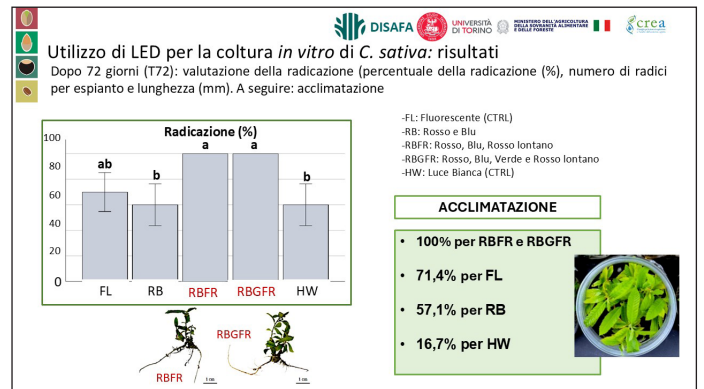 DISAFA
UNIVERSITÀ
DI TORINO
MINISTERO DELL'AGRICOLTURA
DELLA SOVRANITÀ ALIMENTARE
E DELLE FORESTE
crea
Utilizzo di LED per la coltura in vitro di C. sativa: risultati
Dopo 72 giorni (T72): valutazione della radicazione (percentuale della radicazione (%), numero di radici
per espianto e lunghezza (mm). A seguire: acclimatazione
Radicazione (%)
100
80
60
40
20
0
ab
b
a
a
b
FL
RB
RBFR
RBGFR
HW
RBFR
RBGFR
1 cm
1 cm
-FL: Fluorescente (CTRL)
-RB: Rosso e Blu
-RBFR: Rosso, Blu, Rosso lontano
-RBGFR: Rosso, Blu, Verde e Rosso lontano
-HW: Luce Bianca (CTRL)
ACCLIMATAZIONE
• 100% per RBFR e RBGFR
• 71,4% per FL
• 57,1% per RB
• 16,7% per HW